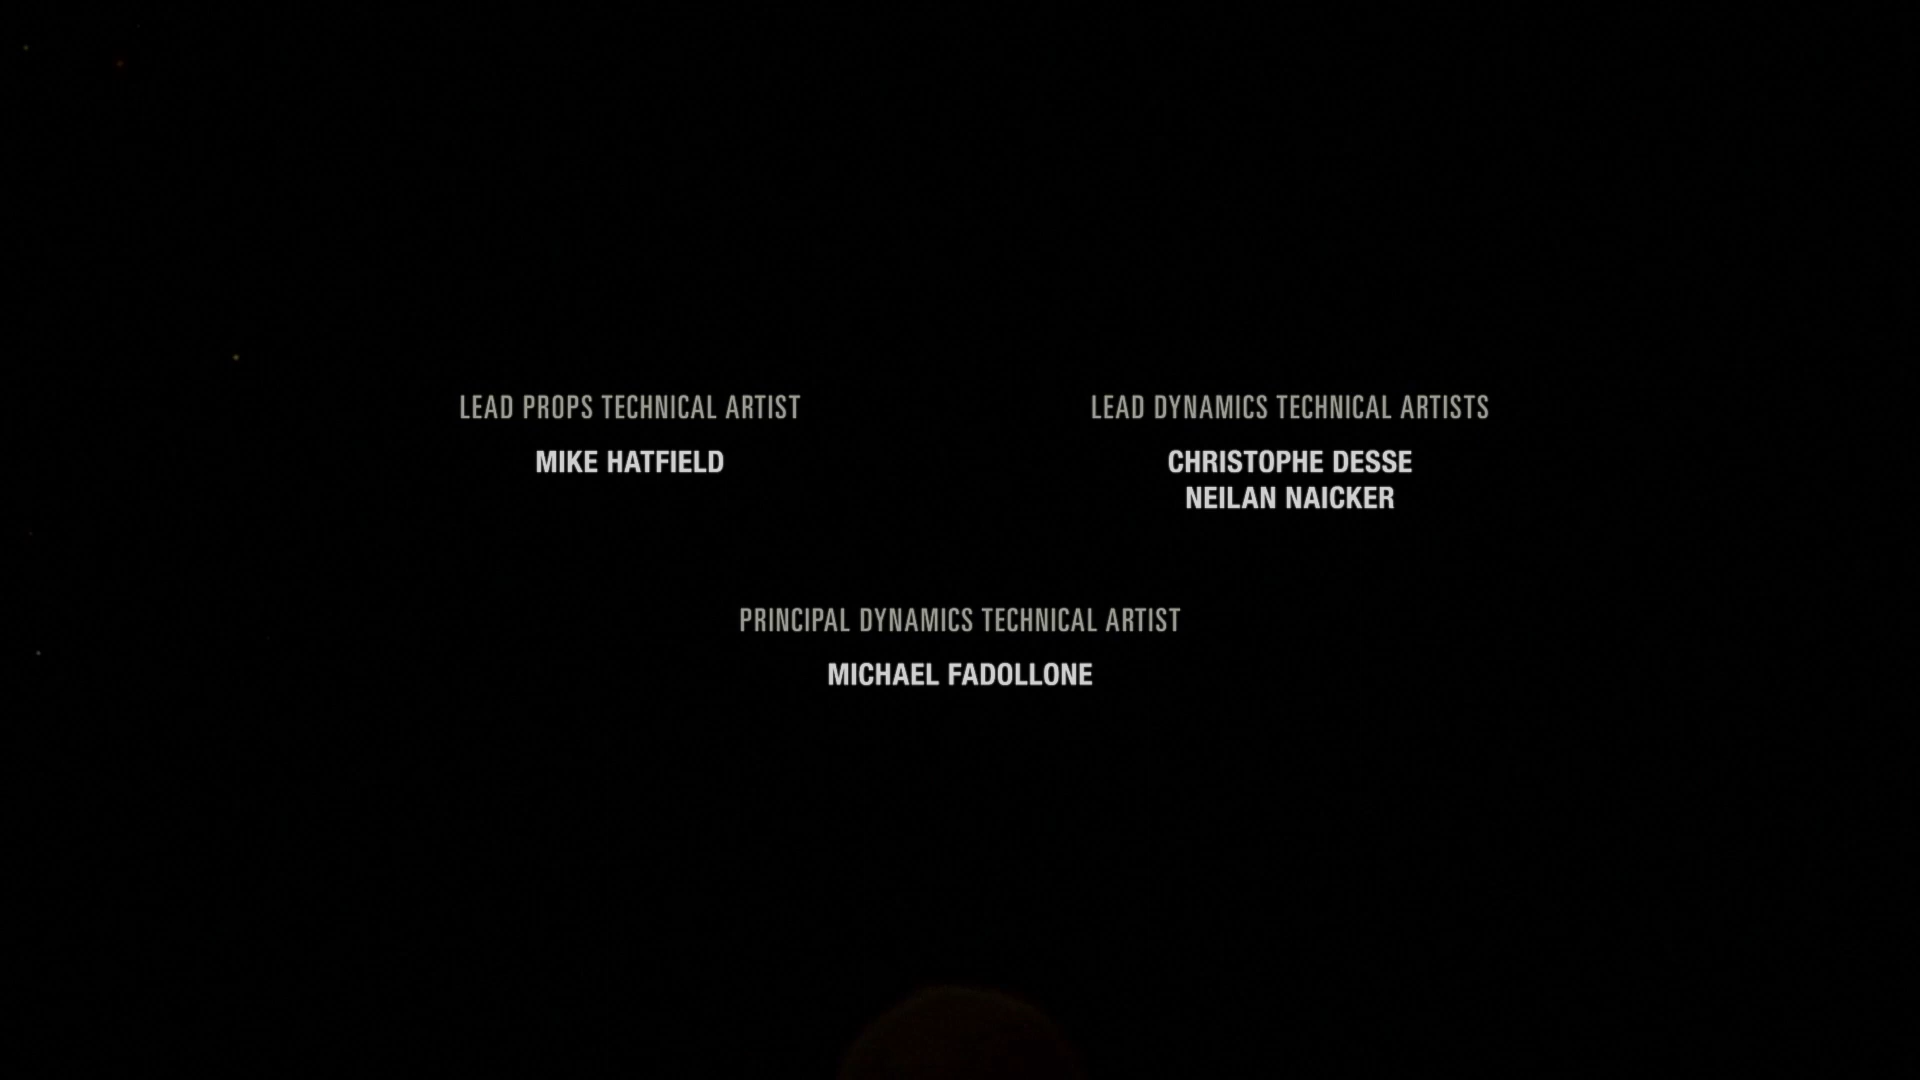 LEAD PROPS TECHNICAL ARTIST
MIKE HATFIELD
LEAD DYNAMICS TECHNICAL ARTISTS
CHRISTOPHE DESSE
NEILAN NAICKER
PRINCIPAL DYNAMICS TECHNICAL ARTIST
MICHAEL FADOLLONE